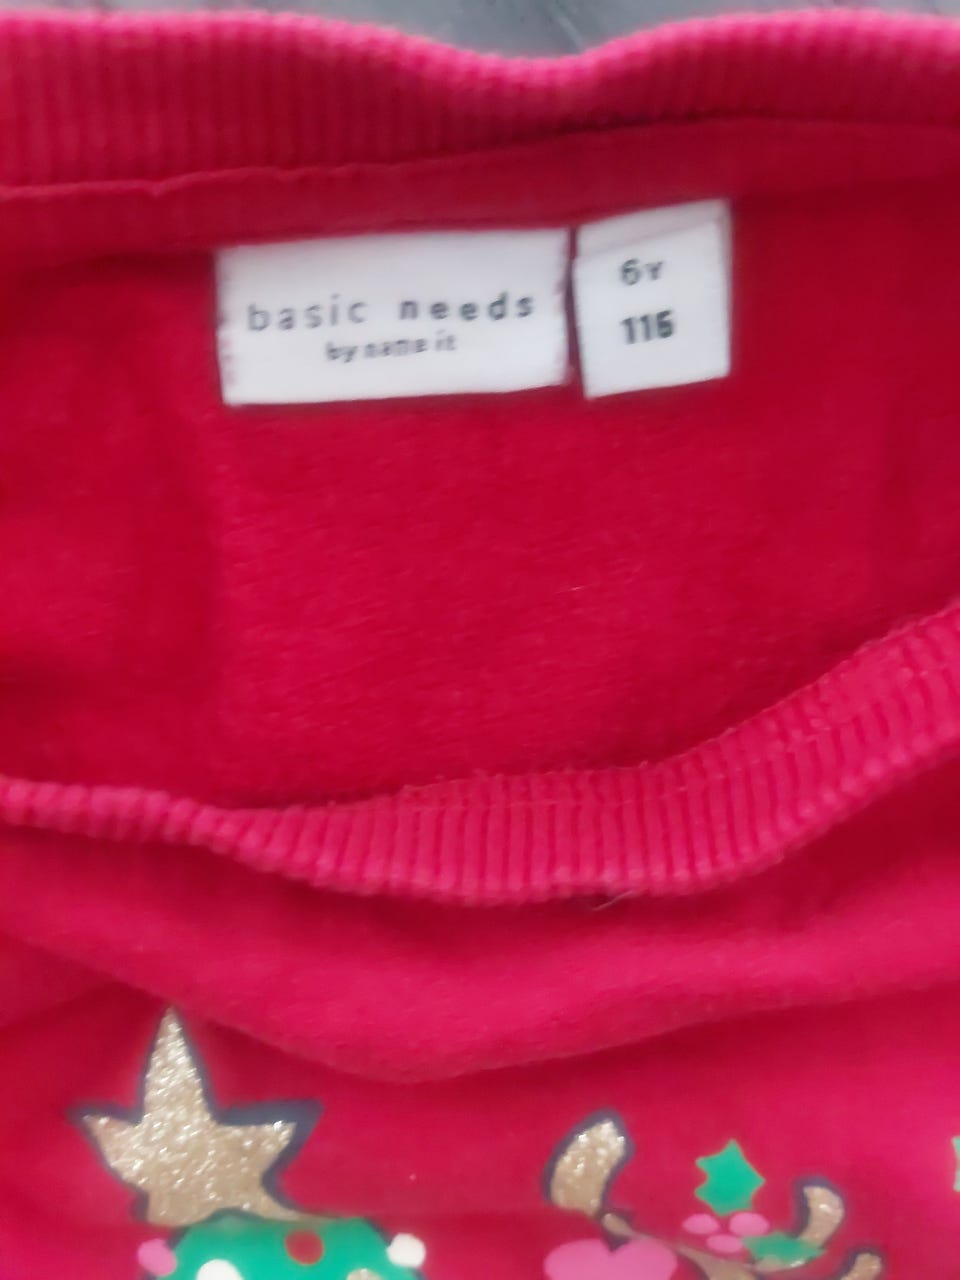 basic needs
by name it
6Y
116